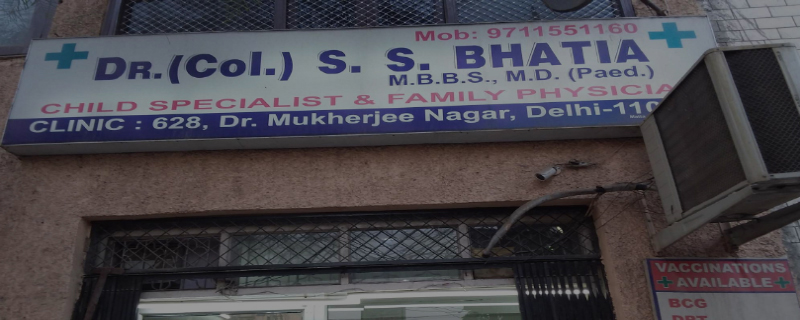 Mob: 9711551160
DR. (Col.) S. S. BHATIA
M.B.B.S., M.D. (Paed.)
CHILD SPECIALIST & FAMILY PHYSICIA
CLINIC : 628, Dr. Mukherjee Nagar, Delhi-110
VACCINATIONS
AVAILABLE
BCG
DPT